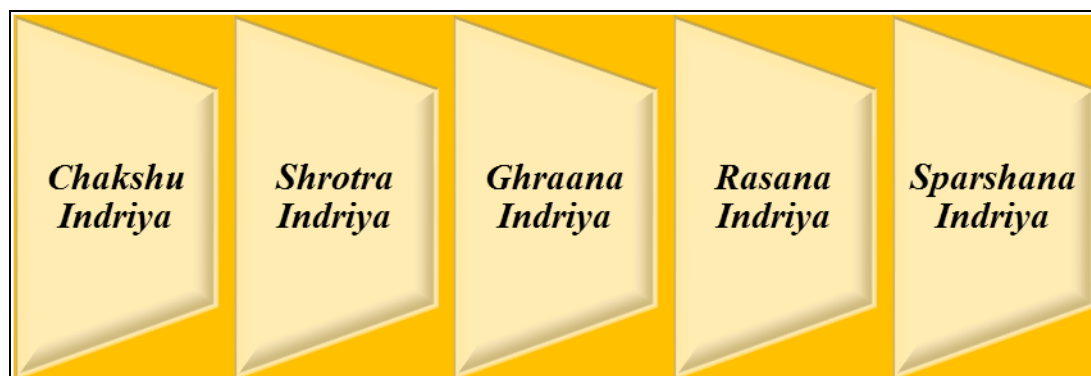 Chakshu
Indriya
Shrotra
Indriya
Ghraana
Indriya
Rasana
Indriya
Sparshana
Indriya